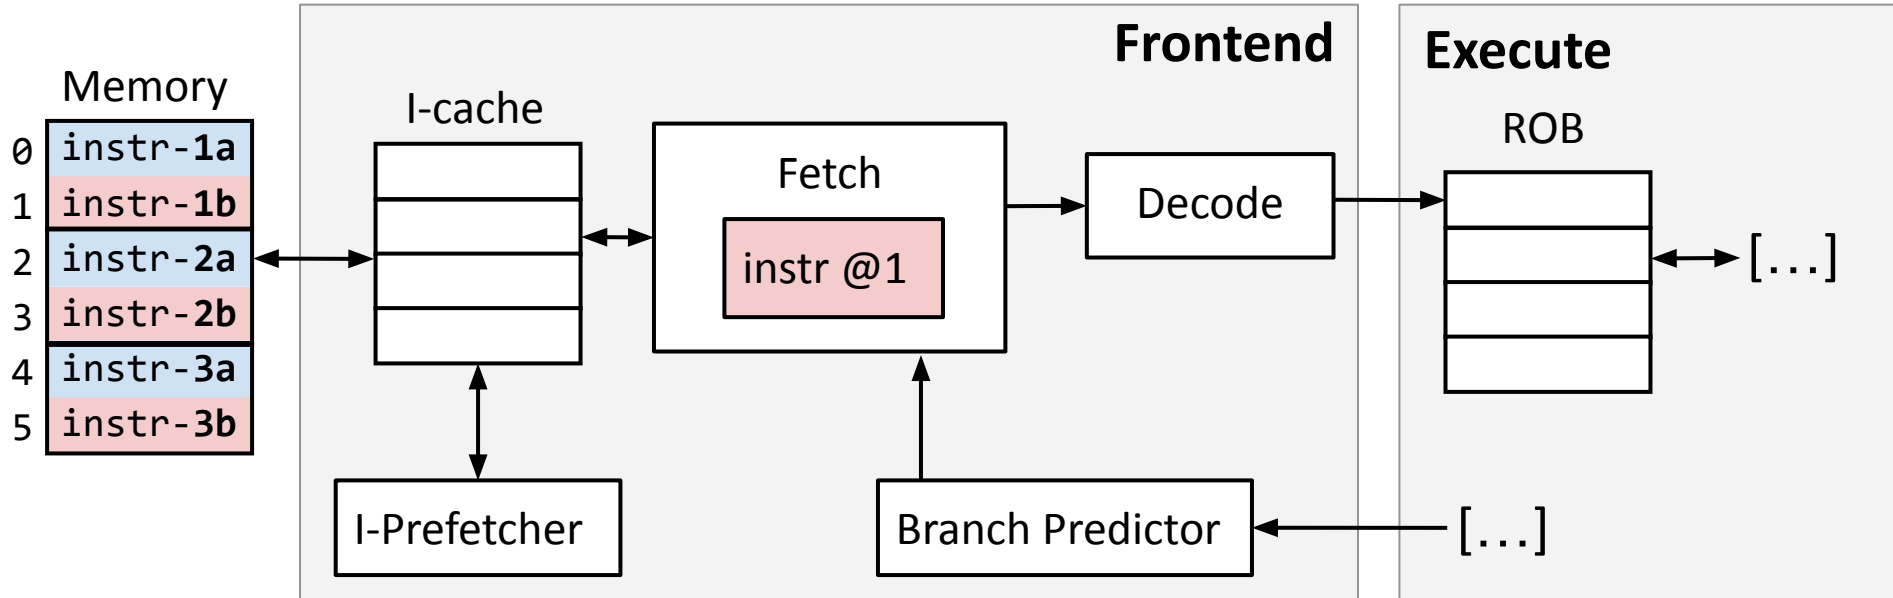 Frontend
Execute
Memory
0 instr-1a
1 instr-1b
2 instr-2a
3 instr-2b
4 instr-3a
5 instr-3b
I-cache
Fetch
instr @1
Decode
ROB
[...]
I-Prefetcher
Branch Predictor
[...]